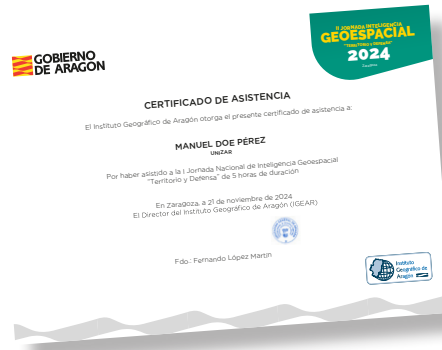 GOBIERNO
DE ARAGON
II JORNADA INTELIGENCIA
GEOESPACIAL
"TERRITORIO y DEFENSA"
2024
CERTIFICADO DE ASISTENCIA
El Instituto Geográfico de Aragón otorga el presente certificado de asistencia a:
MANUEL DOE PÉREZ
UNIZAR
Por haber asistido a la I Jornada Nacional de Inteligencia Geoespacial
"Territorio y Defensa" de 5 horas de duración
En Zaragoza, a 21 de noviembre de 2024
El Director del Instituto Geográfico de Aragón (IGEAR)
Fdo.: Fernando López Martín
Instituto
Geográfico de
Aragón